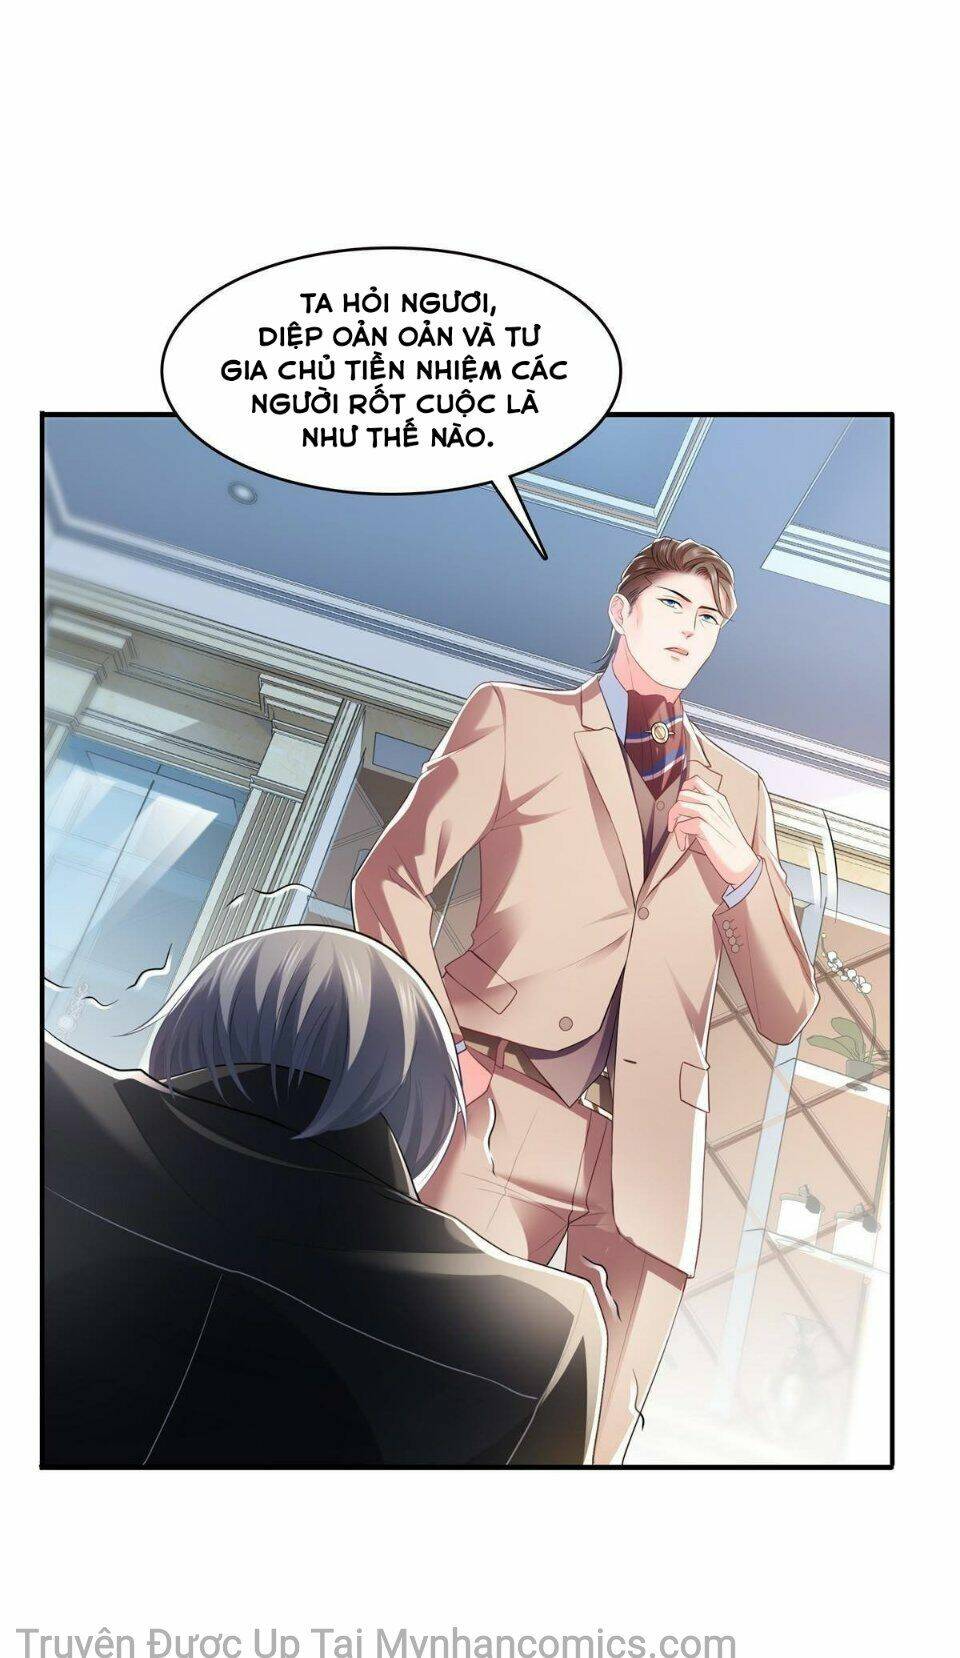 TA HỎI NGƯƠI,
DIỆP OẢN OẢN VÀ TƯ
GIA CHỦ TIỀN NHIỆM CÁC
NGƯỜI RỐT CUỘC LÀ
NHƯ THẾ NÀO.
Truyện Được Up Tại Mynhancomics.com